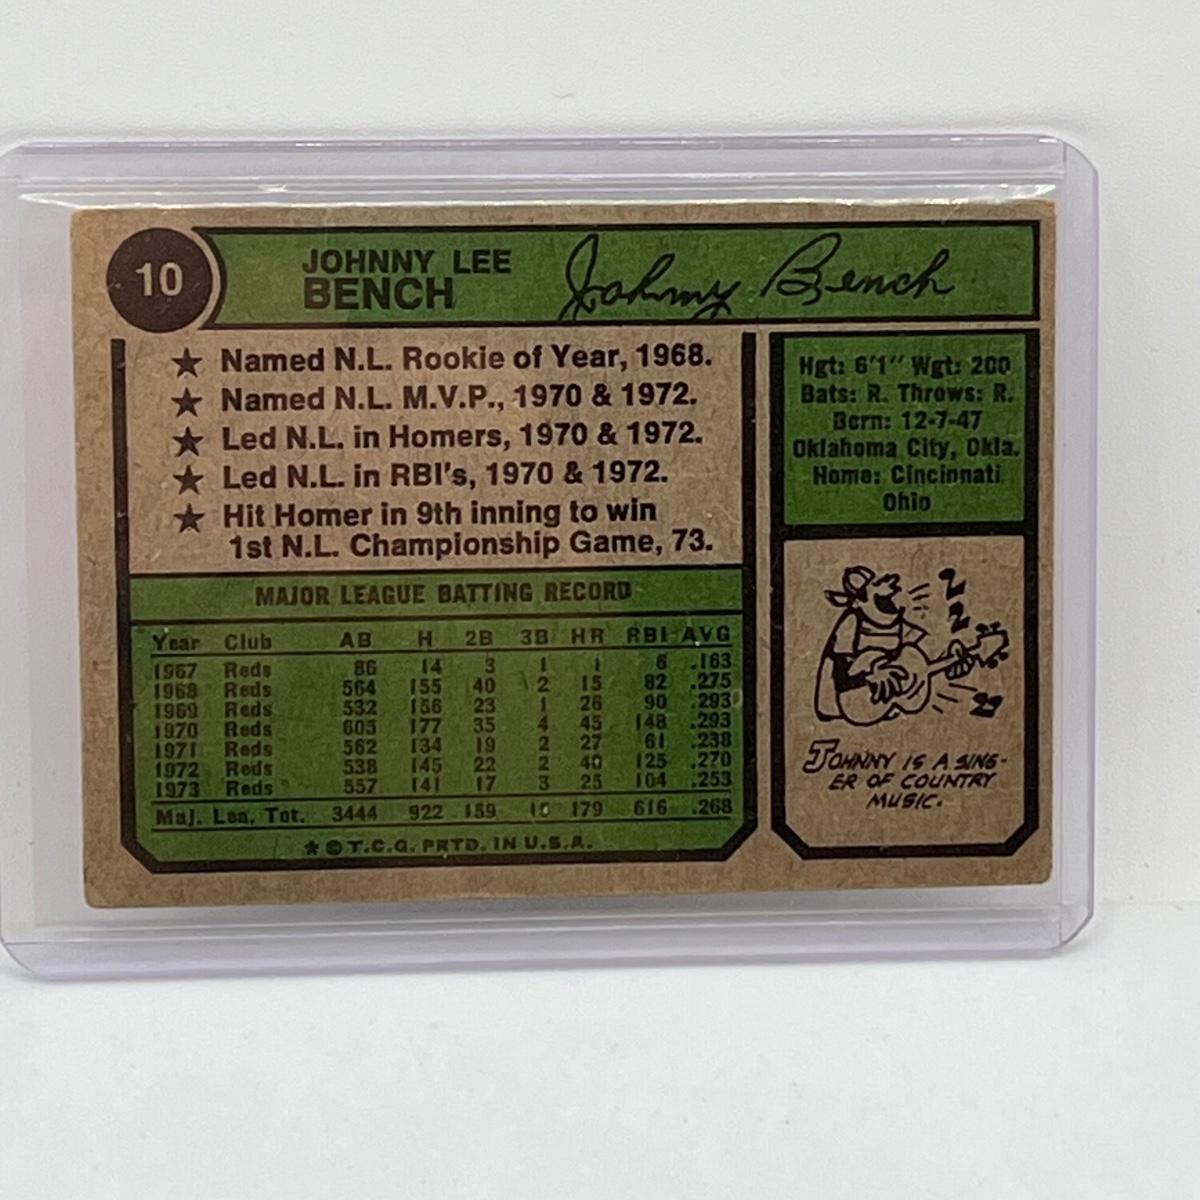 10
JOHNNY LEE
BENCH
Johnny Bench
★ Named N.L. Rookie of Year, 1968.
★ Named N.L. M.V.P., 1970 & 1972.
★ Led N.L. in Homers, 1970 & 1972.
★ Led N.L. in RBI's, 1970 & 1972.
★ Hit Homer in 9th inning to win
1st N.L. Championship Game, 73.
Hgt: 6'1" Wgt: 200
Bats: R. Throws: R.
Born: 12-7-47
Oklahoma City, Okla.
Home: Cincinnati
Ohio
MAJOR LEAGUE BATTING RECORD
Year Club AB H 2B 3B HR RBI AVG
1967 Reds 86 14 3 1 1 6 .163
1968 Reds 564 155 40 2 15 82 .275
1969 Reds 532 156 23 1 26 90 .293
1970 Reds 605 177 35 4 45 148 .293
1971 Reds 562 134 19 2 27 61 .238
1972 Reds 538 145 22 2 40 125 .270
1973 Reds 557 141 17 3 25 104 .253
Maj. Lea. Tot. 3444 922 159 179 616 .268
★ © T.C.G. PRTD. IN U.S.A.
JOHNNY IS A SING-
ER OF COUNTRY
MUSIC.